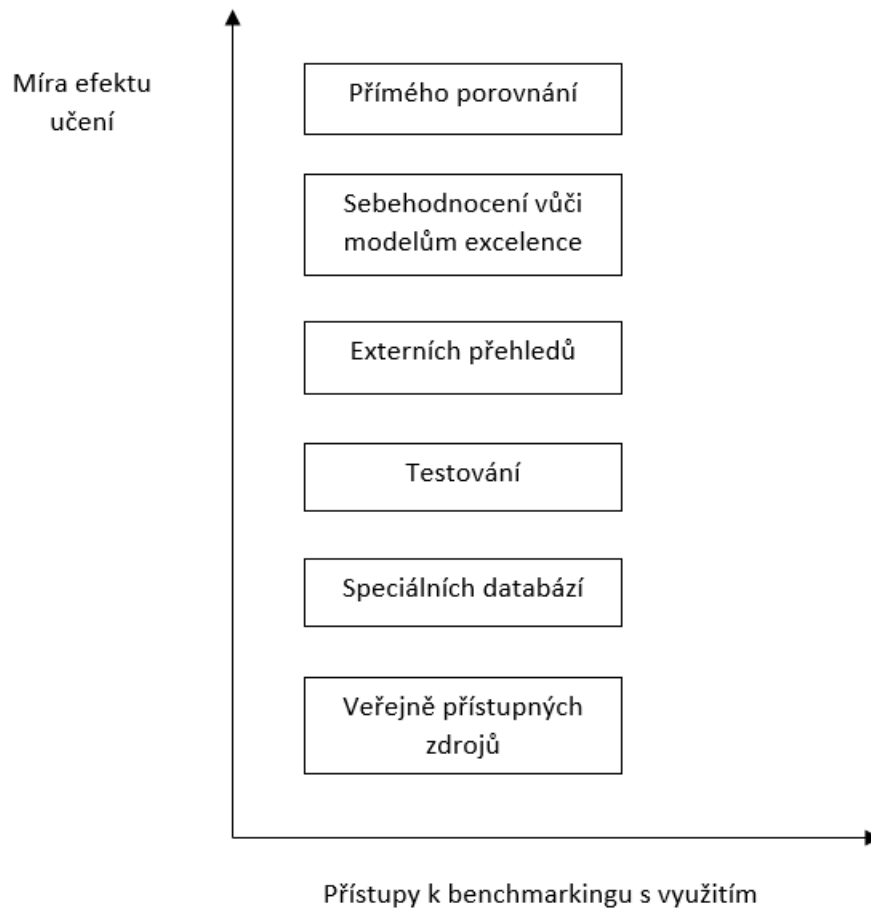 Míra efektu
učení
Přímého porovnání
Sebehodnocení vůči
modelům excelence
Externích přehledů
Testování
Speciálních databází
Veřejně přístupných
zdrojů
Přístupy k benchmarkingu s využitím